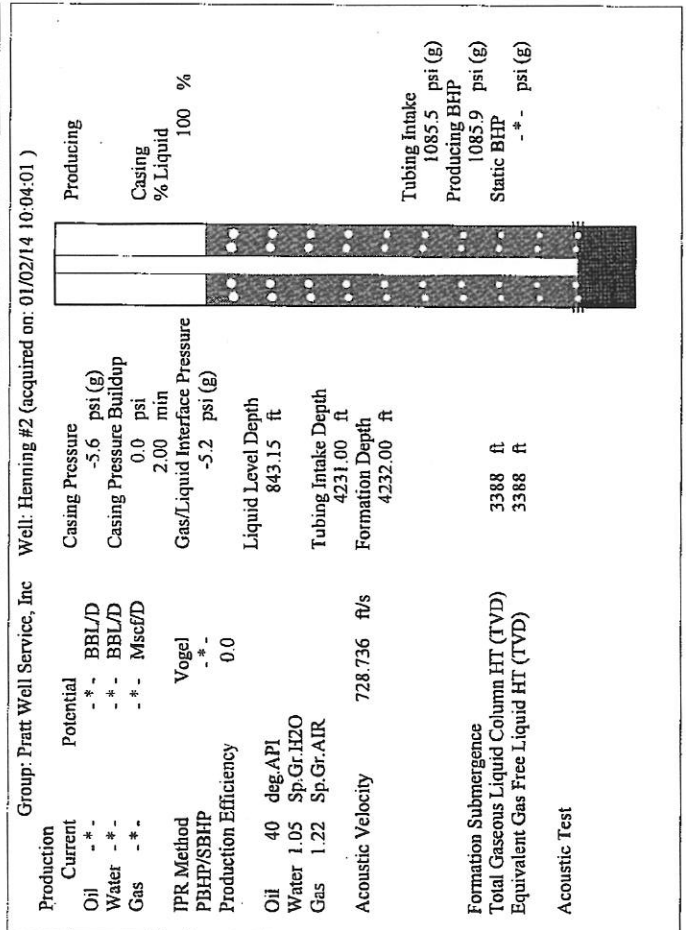 Group: Pratt Well Service, Inc Well: Henning #2 (acquired on: 01/02/14 10:04:01 )
Production
Current Potential
Oil - * - - * - BBL/D
Water - * - - * - BBL/D
Gas - * - - * - Mscf/D
IPR Method Vogel
PBHP/SBHP - * -
Production Efficiency 0.0
Oil 40 deg.API
Water 1.05 Sp.Gr.H2O
Gas 1.22 Sp.Gr.AIR
Acoustic Velocity 728.736 ft/s
Formation Submergence
Total Gaseous Liquid Column HT (TVD) 3388 ft
Equivalent Gas Free Liquid HT (TVD) 3388 ft
Acoustic Test
Casing Pressure
-5.6 psi (g)
Casing Pressure Buildup
0.0 psi
2.00 min
Gas/Liquid Interface Pressure
-5.2 psi (g)
Liquid Level Depth
843.15 ft
Tubing Intake Depth
4231.00 ft
Formation Depth
4232.00 ft
Producing
Casing
% Liquid
100 %
Tubing Intake
1085.5 psi (g)
Producing BHP
1085.9 psi (g)
Static BHP
- * - psi (g)